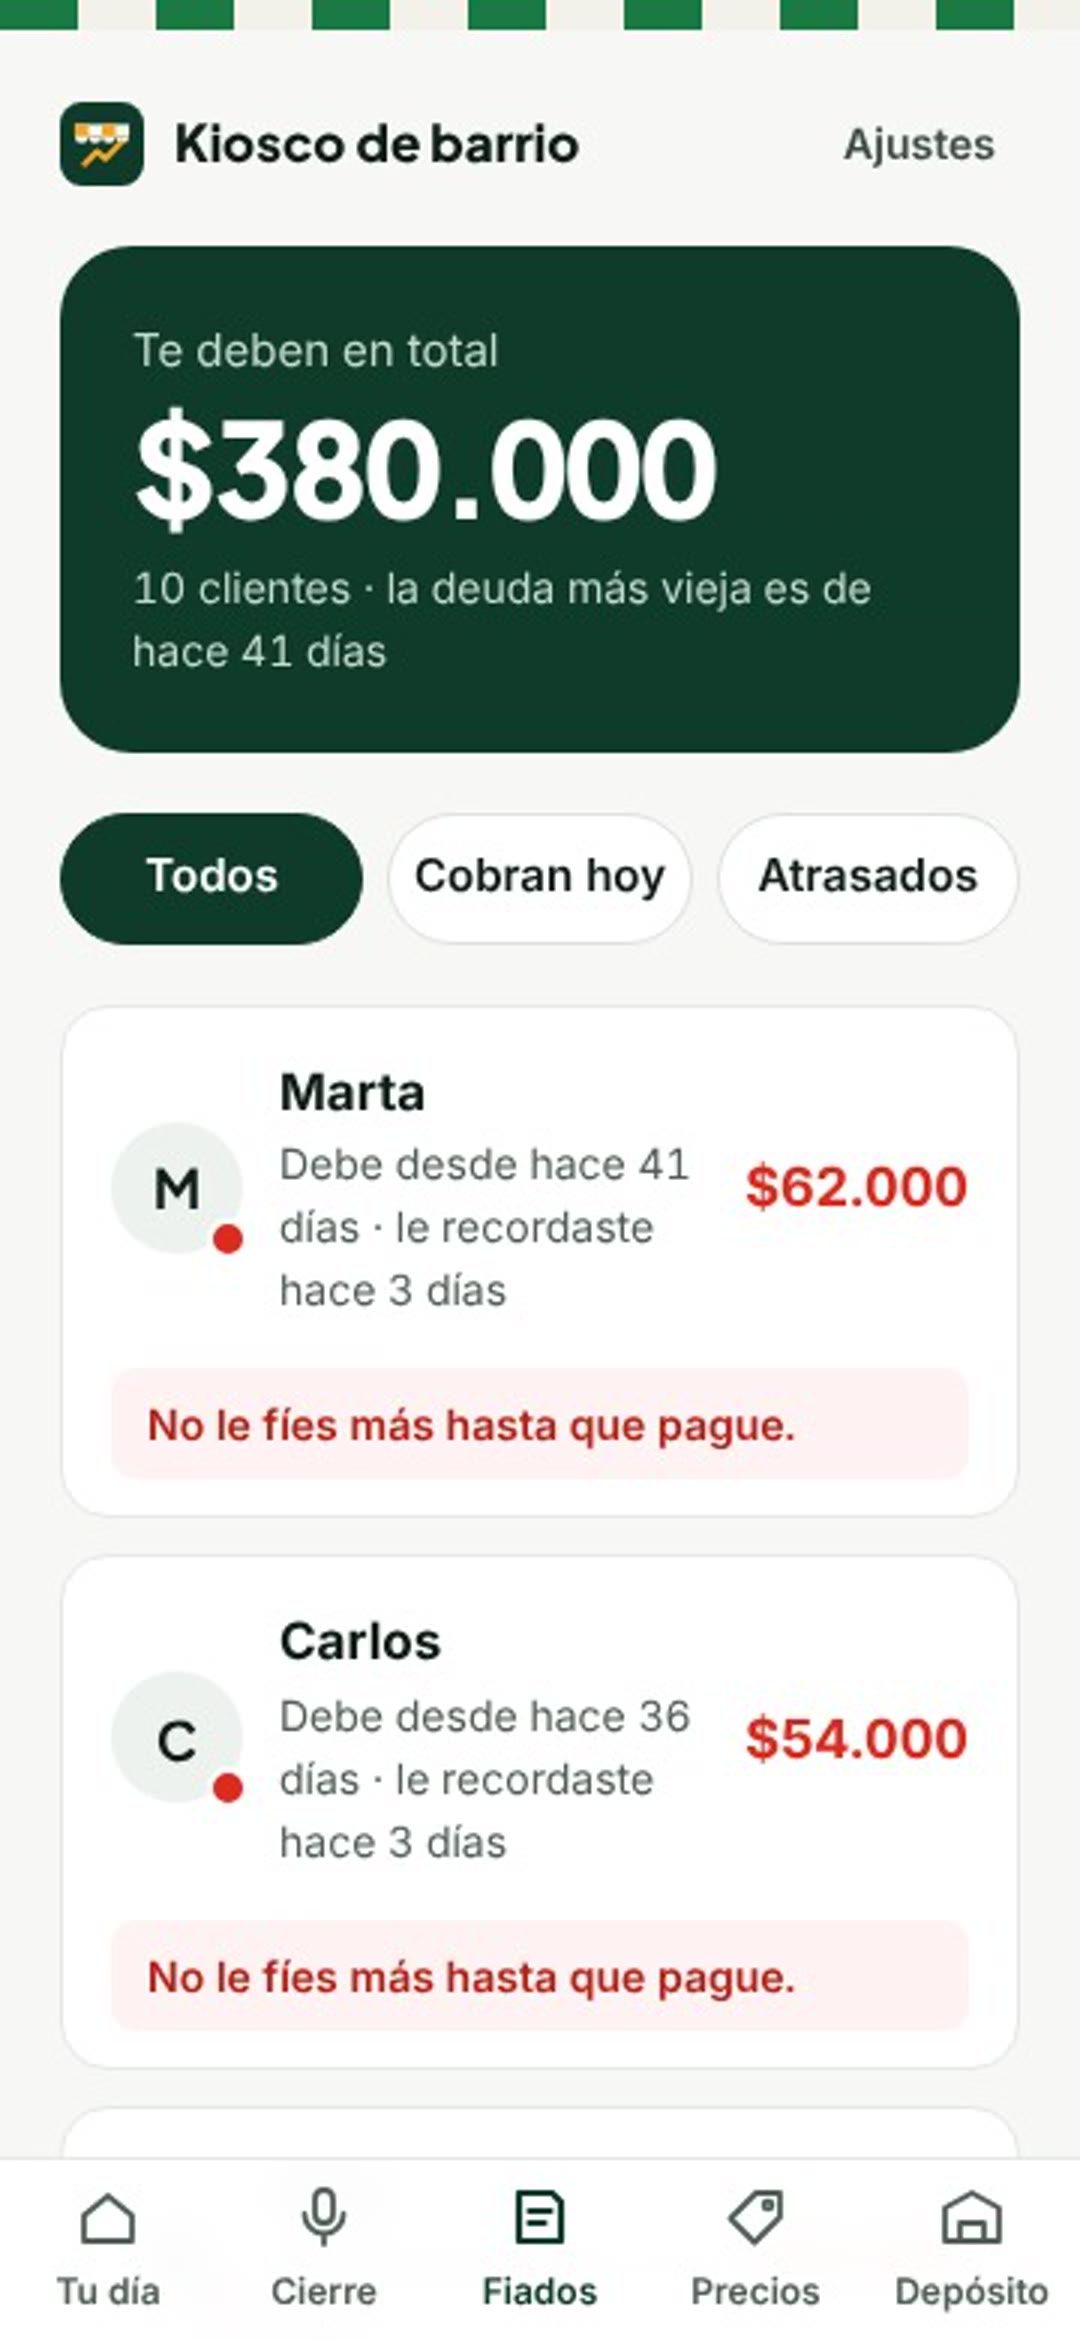 Kiosco de barrio
Ajustes
Te deben en total
$380.000
10 clientes · la deuda más vieja es de
hace 41 días
Todos
Cobran hoy
Atrasados
M
Marta
Debe desde hace 41
días · le recordaste
hace 3 días
$62.000
No le fíes más hasta que pague.
C
Carlos
Debe desde hace 36
días · le recordaste
hace 3 días
$54.000
No le fíes más hasta que pague.
Tu día
Cierre
Fiados
Precios
Depósito